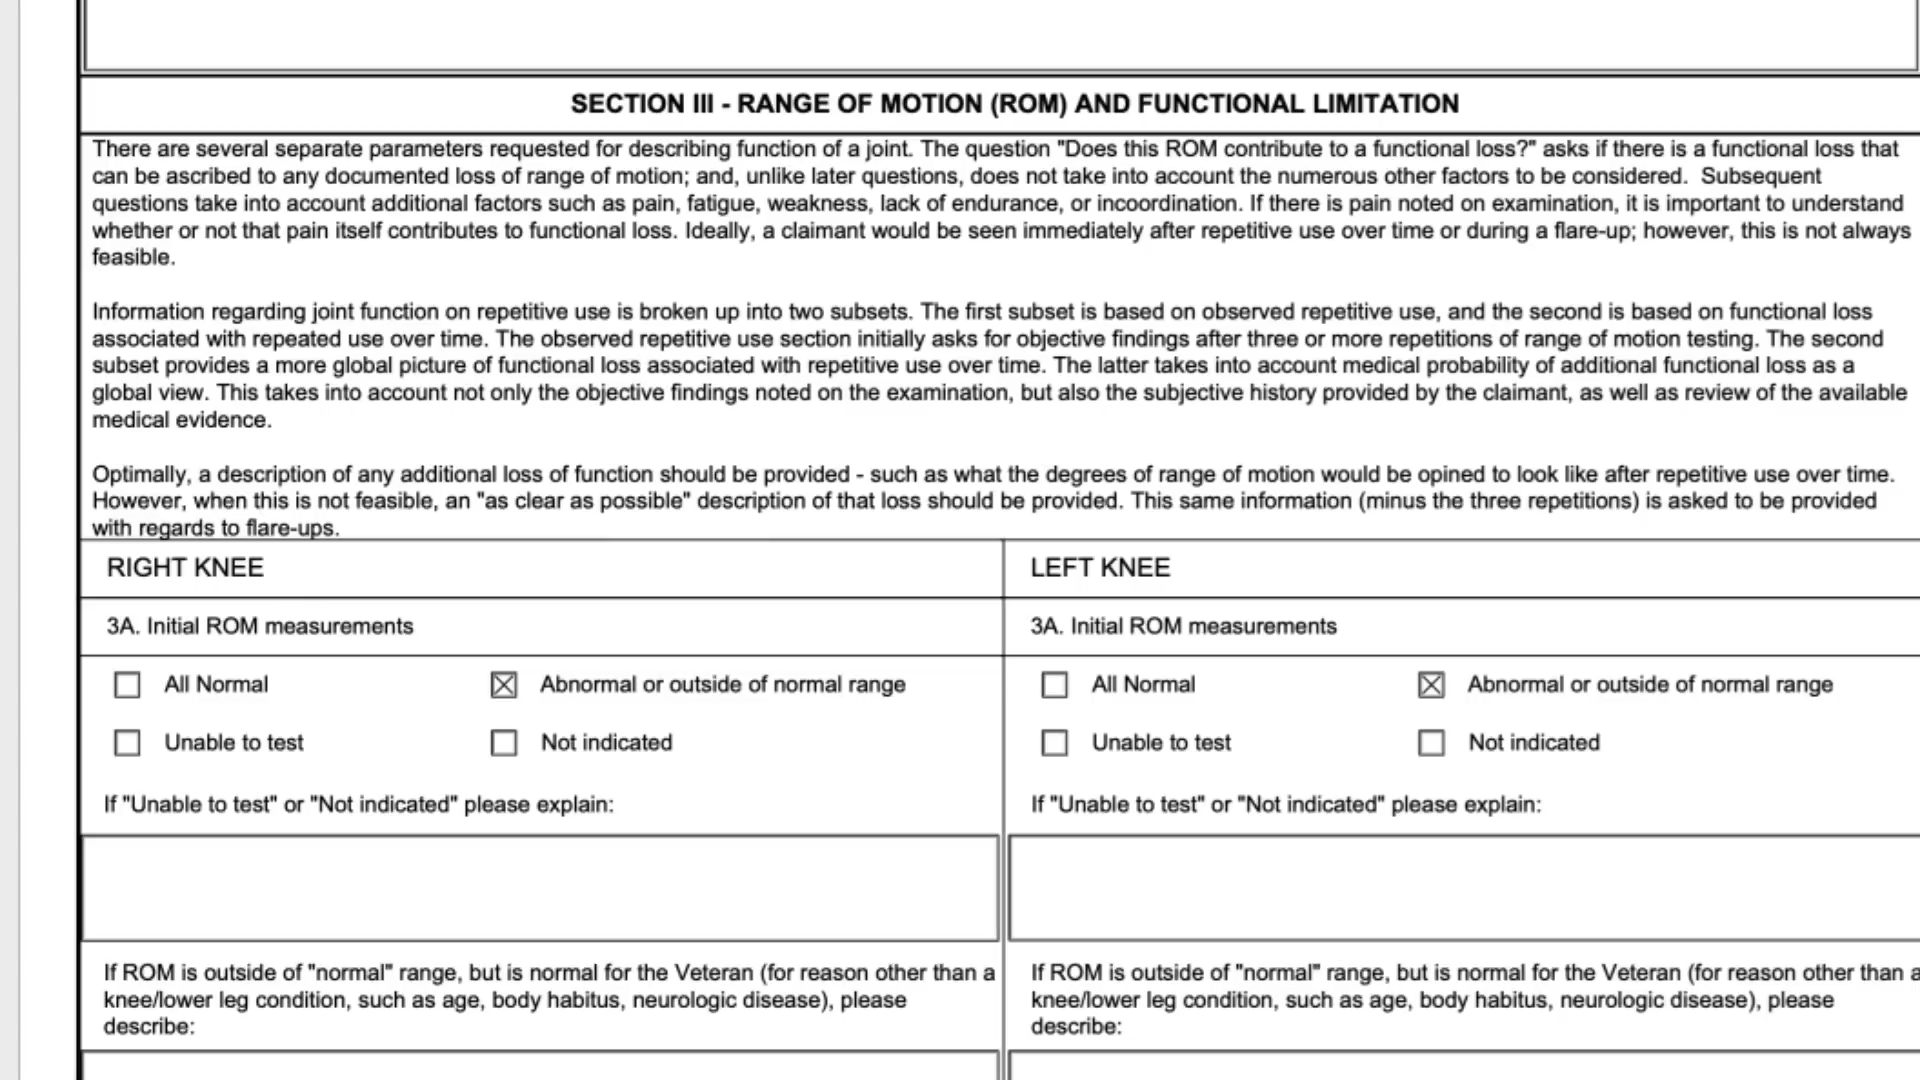 SECTION III - RANGE OF MOTION (ROM) AND FUNCTIONAL LIMITATION
There are several separate parameters requested for describing function of a joint. The question "Does this ROM contribute to a functional loss?" asks if there is a functional loss that
can be ascribed to any documented loss of range of motion; and, unlike later questions, does not take into account the numerous other factors to be considered.  Subsequent
questions take into account additional factors such as pain, fatigue, weakness, lack of endurance, or incoordination. If there is pain noted on examination, it is important to understand
whether or not that pain itself contributes to functional loss. Ideally, a claimant would be seen immediately after repetitive use over time or during a flare-up; however, this is not always
feasible.
Information regarding joint function on repetitive use is broken up into two subsets. The first subset is based on observed repetitive use, and the second is based on functional loss
associated with repeated use over time. The observed repetitive use section initially asks for objective findings after three or more repetitions of range of motion testing. The second
subset provides a more global picture of functional loss associated with repetitive use over time. The latter takes into account medical probability of additional functional loss as a
global view. This takes into account not only the objective findings noted on the examination, but also the subjective history provided by the claimant, as well as review of the available
medical evidence.
Optimally, a description of any additional loss of function should be provided - such as what the degrees of range of motion would be opined to look like after repetitive use over time.
However, when this is not feasible, an "as clear as possible" description of that loss should be provided. This same information (minus the three repetitions) is asked to be provided
with regards to flare-ups.
RIGHT KNEE
3A. Initial ROM measurements
All Normal
Abnormal or outside of normal range
Unable to test
Not indicated
If "Unable to test" or "Not indicated" please explain:
If ROM is outside of "normal" range, but is normal for the Veteran (for reason other than a
knee/lower leg condition, such as age, body habitus, neurologic disease), please
describe:
LEFT KNEE
3A. Initial ROM measurements
All Normal
Abnormal or outside of normal range
Unable to test
Not indicated
If "Unable to test" or "Not indicated" please explain:
If ROM is outside of "normal" range, but is normal for the Veteran (for reason other than a
knee/lower leg condition, such as age, body habitus, neurologic disease), please
describe: